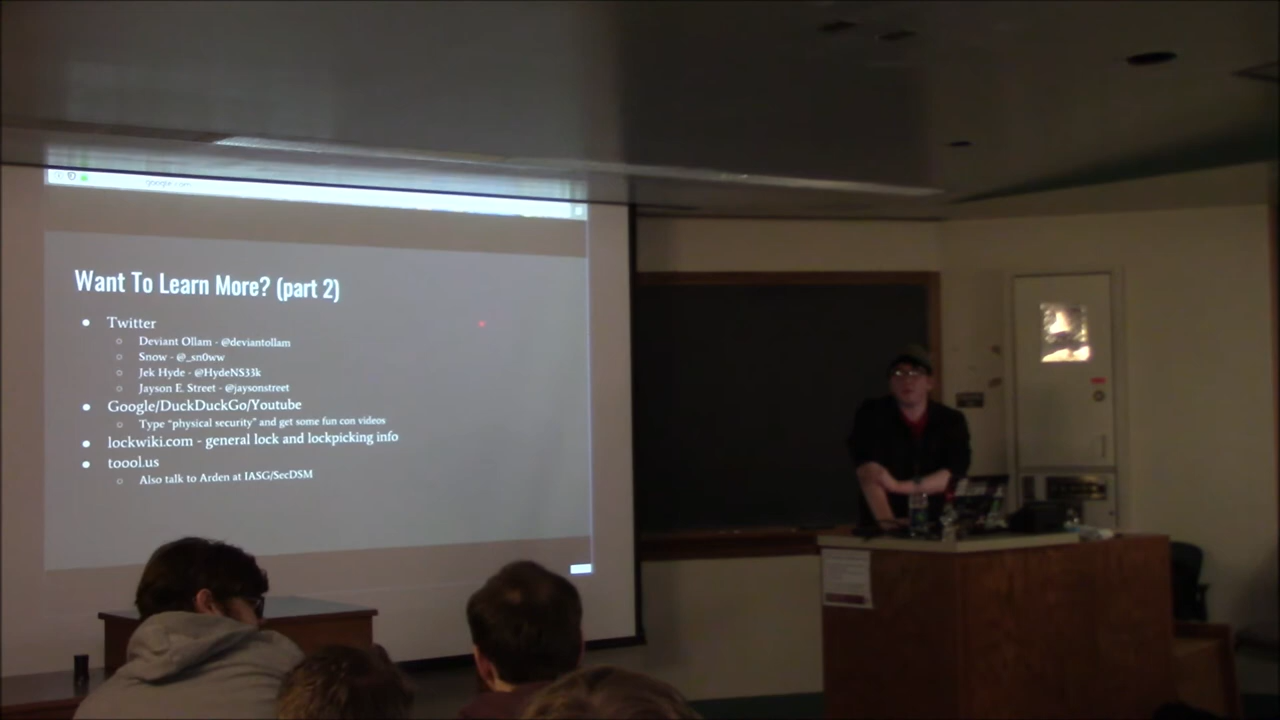 google.com
Want To Learn More? (part 2)
● Twitter
○ Deviant Ollam - @deviantollam
○ Snow - @_sn0ww
○ Jek Hyde - @HydeNS33k
○ Jayson E. Street - @jaysonstreet
● Google/DuckDuckGo/Youtube
○ Type "physical security" and get some fun con videos
● lockwiki.com - general lock and lockpicking info
● toool.us
○ Also talk to Arden at IASG/SecDSM